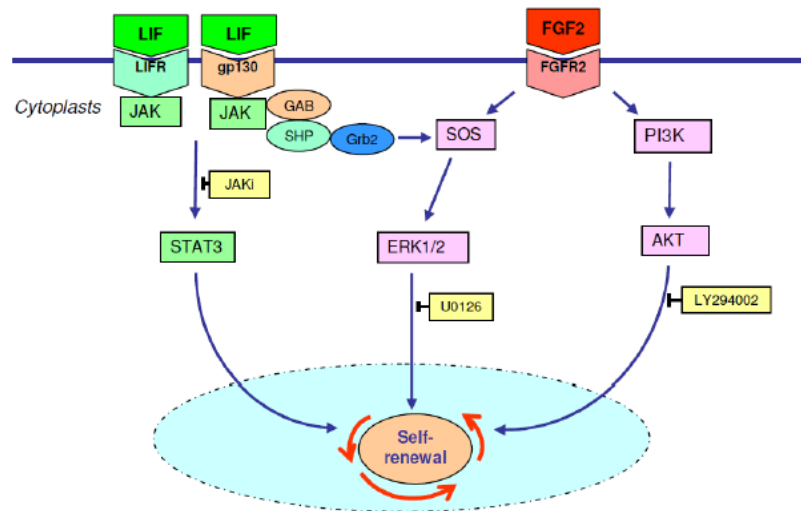 LIF
LIF
FGF2
LIFR
gp130
FGFR2
Cytoplasts
JAK
JAK
GAB
SHP
Grb2
SOS
PI3K
JAKi
STAT3
ERK1/2
AKT
U0126
LY294002
Self-
renewal